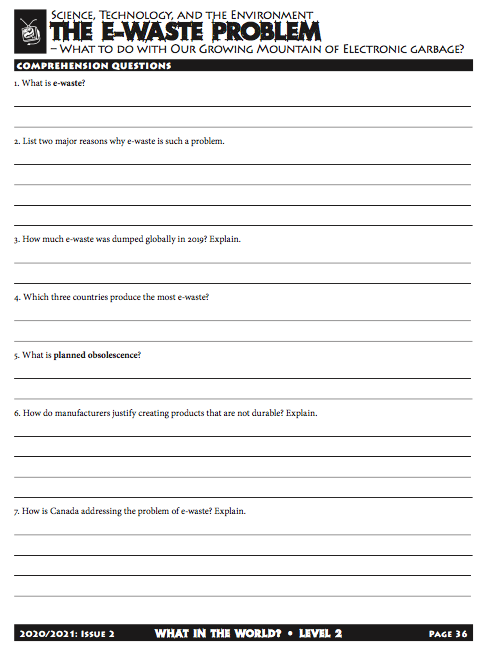 Science, Technology, and the Environment
The E-Waste Problem
– What to do with Our Growing Mountain of Electronic garbage?
Comprehension Questions
1. What is e-waste?
2. List two major reasons why e-waste is such a problem.
3. How much e-waste was dumped globally in 2019? Explain.
4. Which three countries produce the most e-waste?
5. What is planned obsolescence?
6. How do manufacturers justify creating products that are not durable? Explain.
7. How is Canada addressing the problem of e-waste? Explain.
2020/2021: Issue 2 What in the World? • Level 2 Page 36